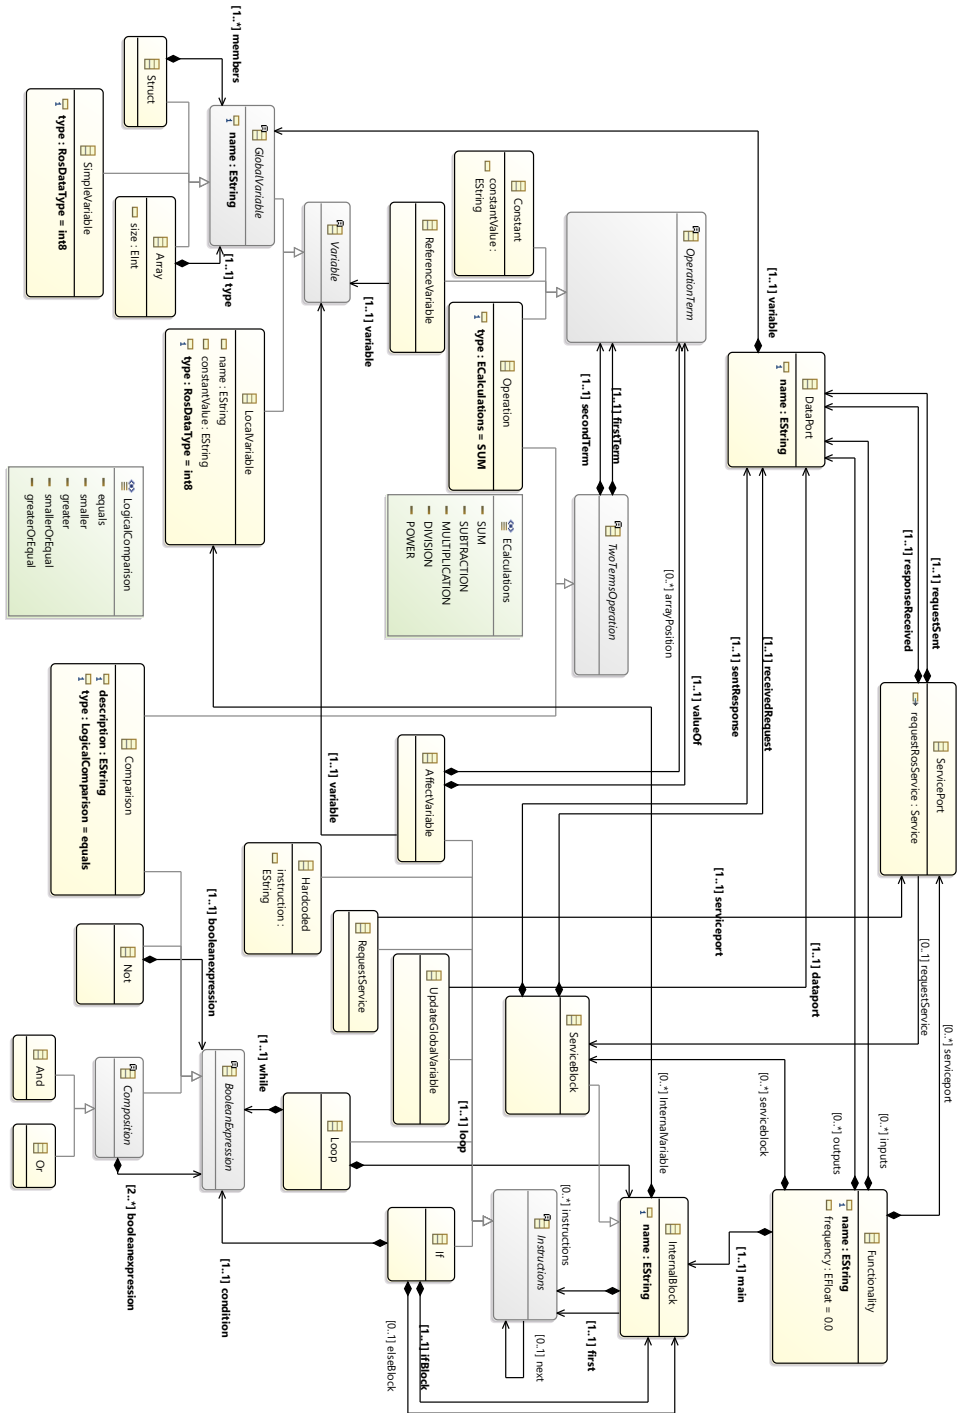 Functionality
name : EString
frequency : EFloat = 0.0
[0..*] inputs
[0..*] outputs
[0..*] serviceblock
[0..*] serviceport
[1..1] main
ServicePort
requestRosService : Service
[1..1] requestSent
[1..1] responseReceived
[0..1] requestService
DataPort
name : EString
[1..1] variable
[1..1] receivedRequest
[1..1] sentResponse
[1..1] serviceport
[1..1] dataport
InternalBlock
name : EString
[0..*] InternalVariable
[0..*] instructions
[1..1] first
ServiceBlock
OperationTerm
TwoTermsOperation
[1..1] firstTerm
[1..1] secondTerm
[0..*] arrayPosition
[1..1] valueOf
Constant
constantValue :
EString
Operation
type : ECalculations = SUM
ECalculations
SUM
SUBTRACTION
MULTIPLICATION
DIVISION
POWER
Instructions
[0..1] next
ReferenceVariable
[1..1] variable
AffectVariable
[1..1] variable
UpdateGlobalVariable
RequestService
Hardcoded
instruction :
EString
If
[1..1] ifBlock
[0..1] elseBlock
[1..1] condition
Loop
[1..1] loop
[1..1] while
Variable
GlobalVariable
name : EString
[1..*] members
[1..1] type
LocalVariable
name : EString
constantValue : EString
type : RosDataType = int8
BooleanExpression
[1..1] booleanexpression
Struct
Array
size : EInt
SimpleVariable
type : RosDataType = int8
LogicalComparison
equals
smaller
greater
smallerOrEqual
greaterOrEqual
Comparison
description : EString
type : LogicalComparison = equals
Not
Composition
[2..*] booleanexpression
And
Or